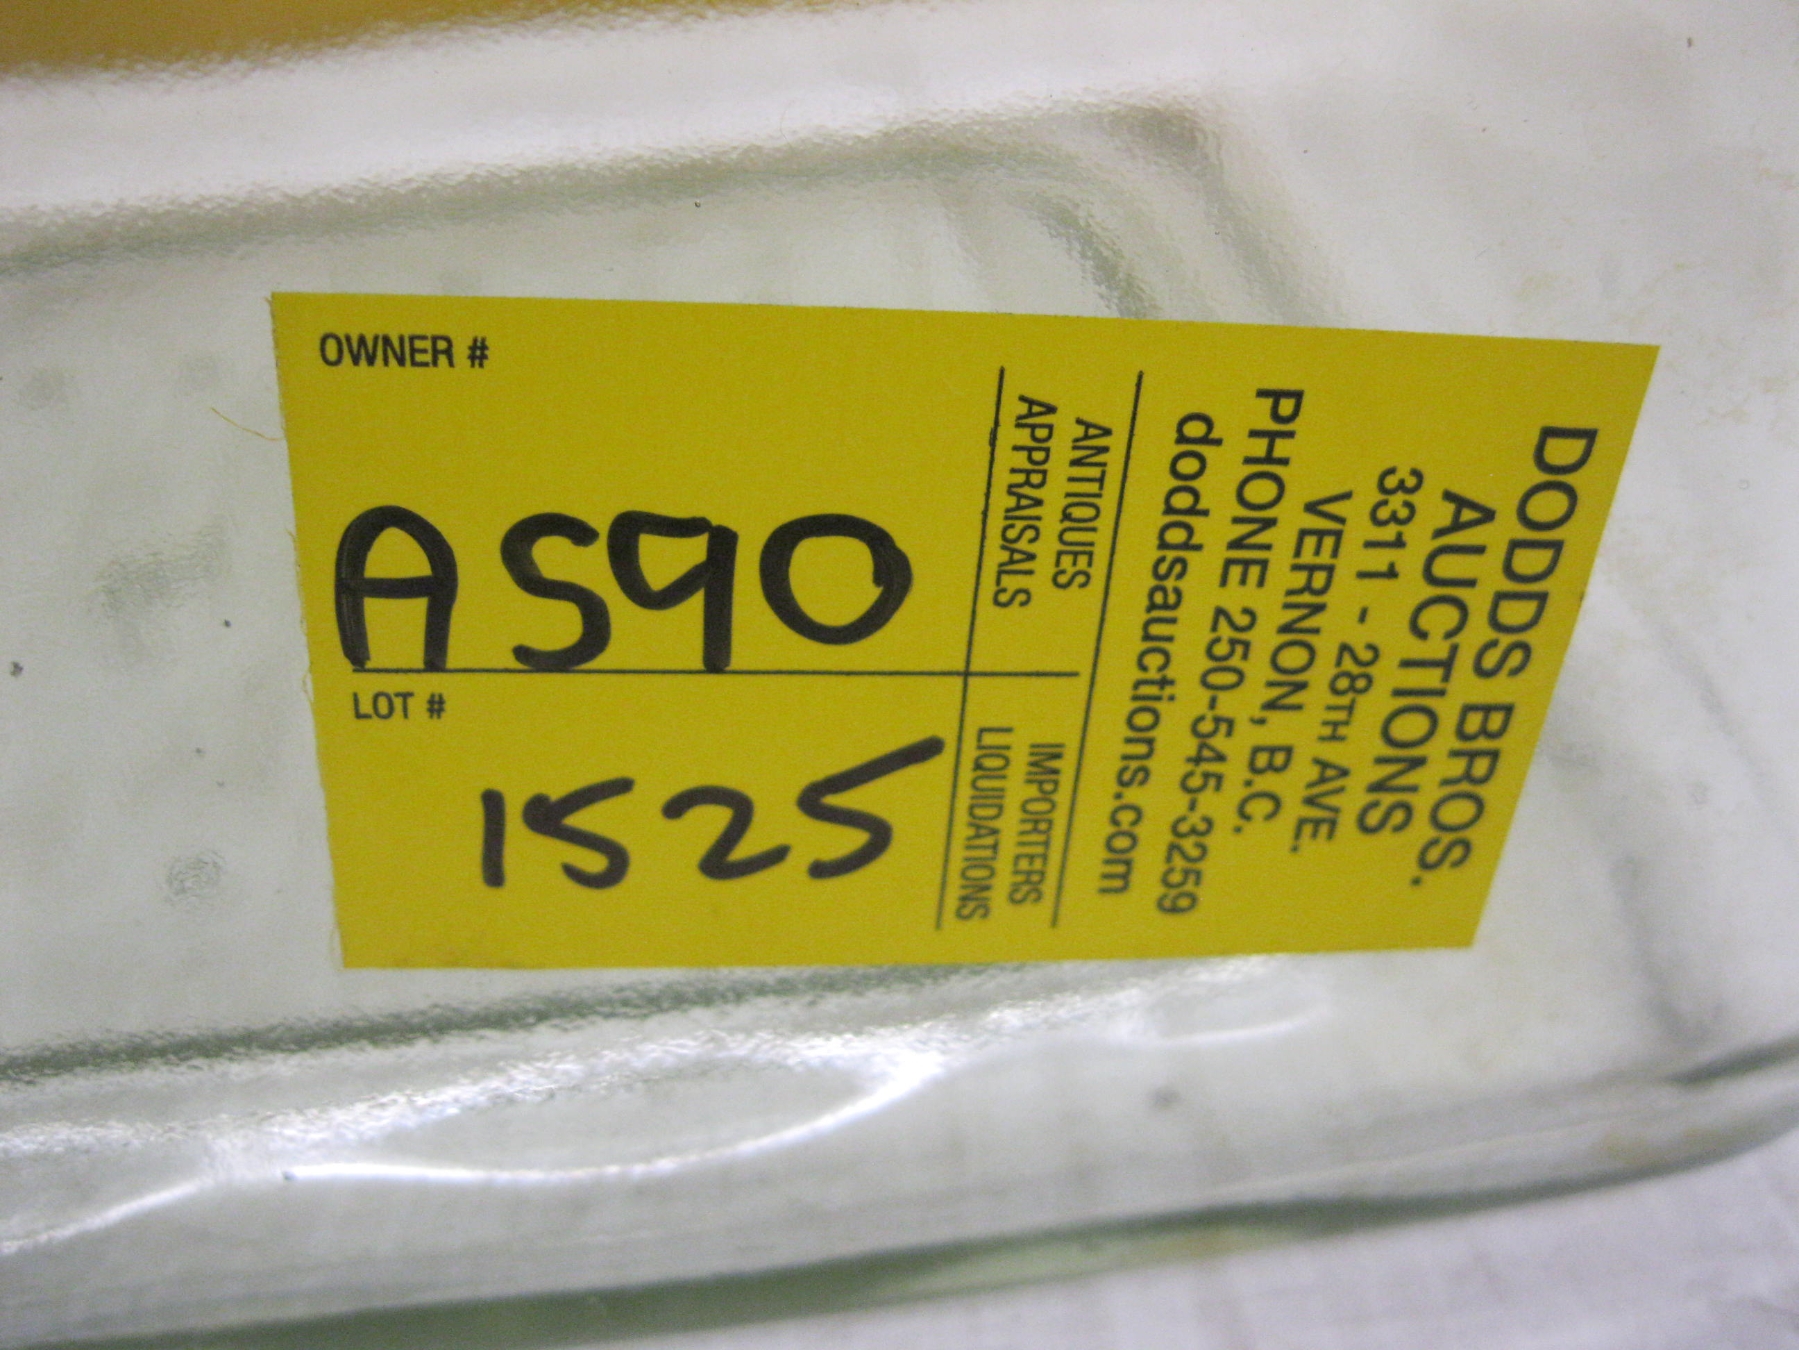 DODDS BROS.
AUCTIONS
3311 - 28TH AVE.
VERNON, B.C.
PHONE 250-545-3259
doddsauctions.com
ANTIQUES
APPRAISALS
IMPORTERS
LIQUIDATIONS
OWNER #
A590
LOT #
1525